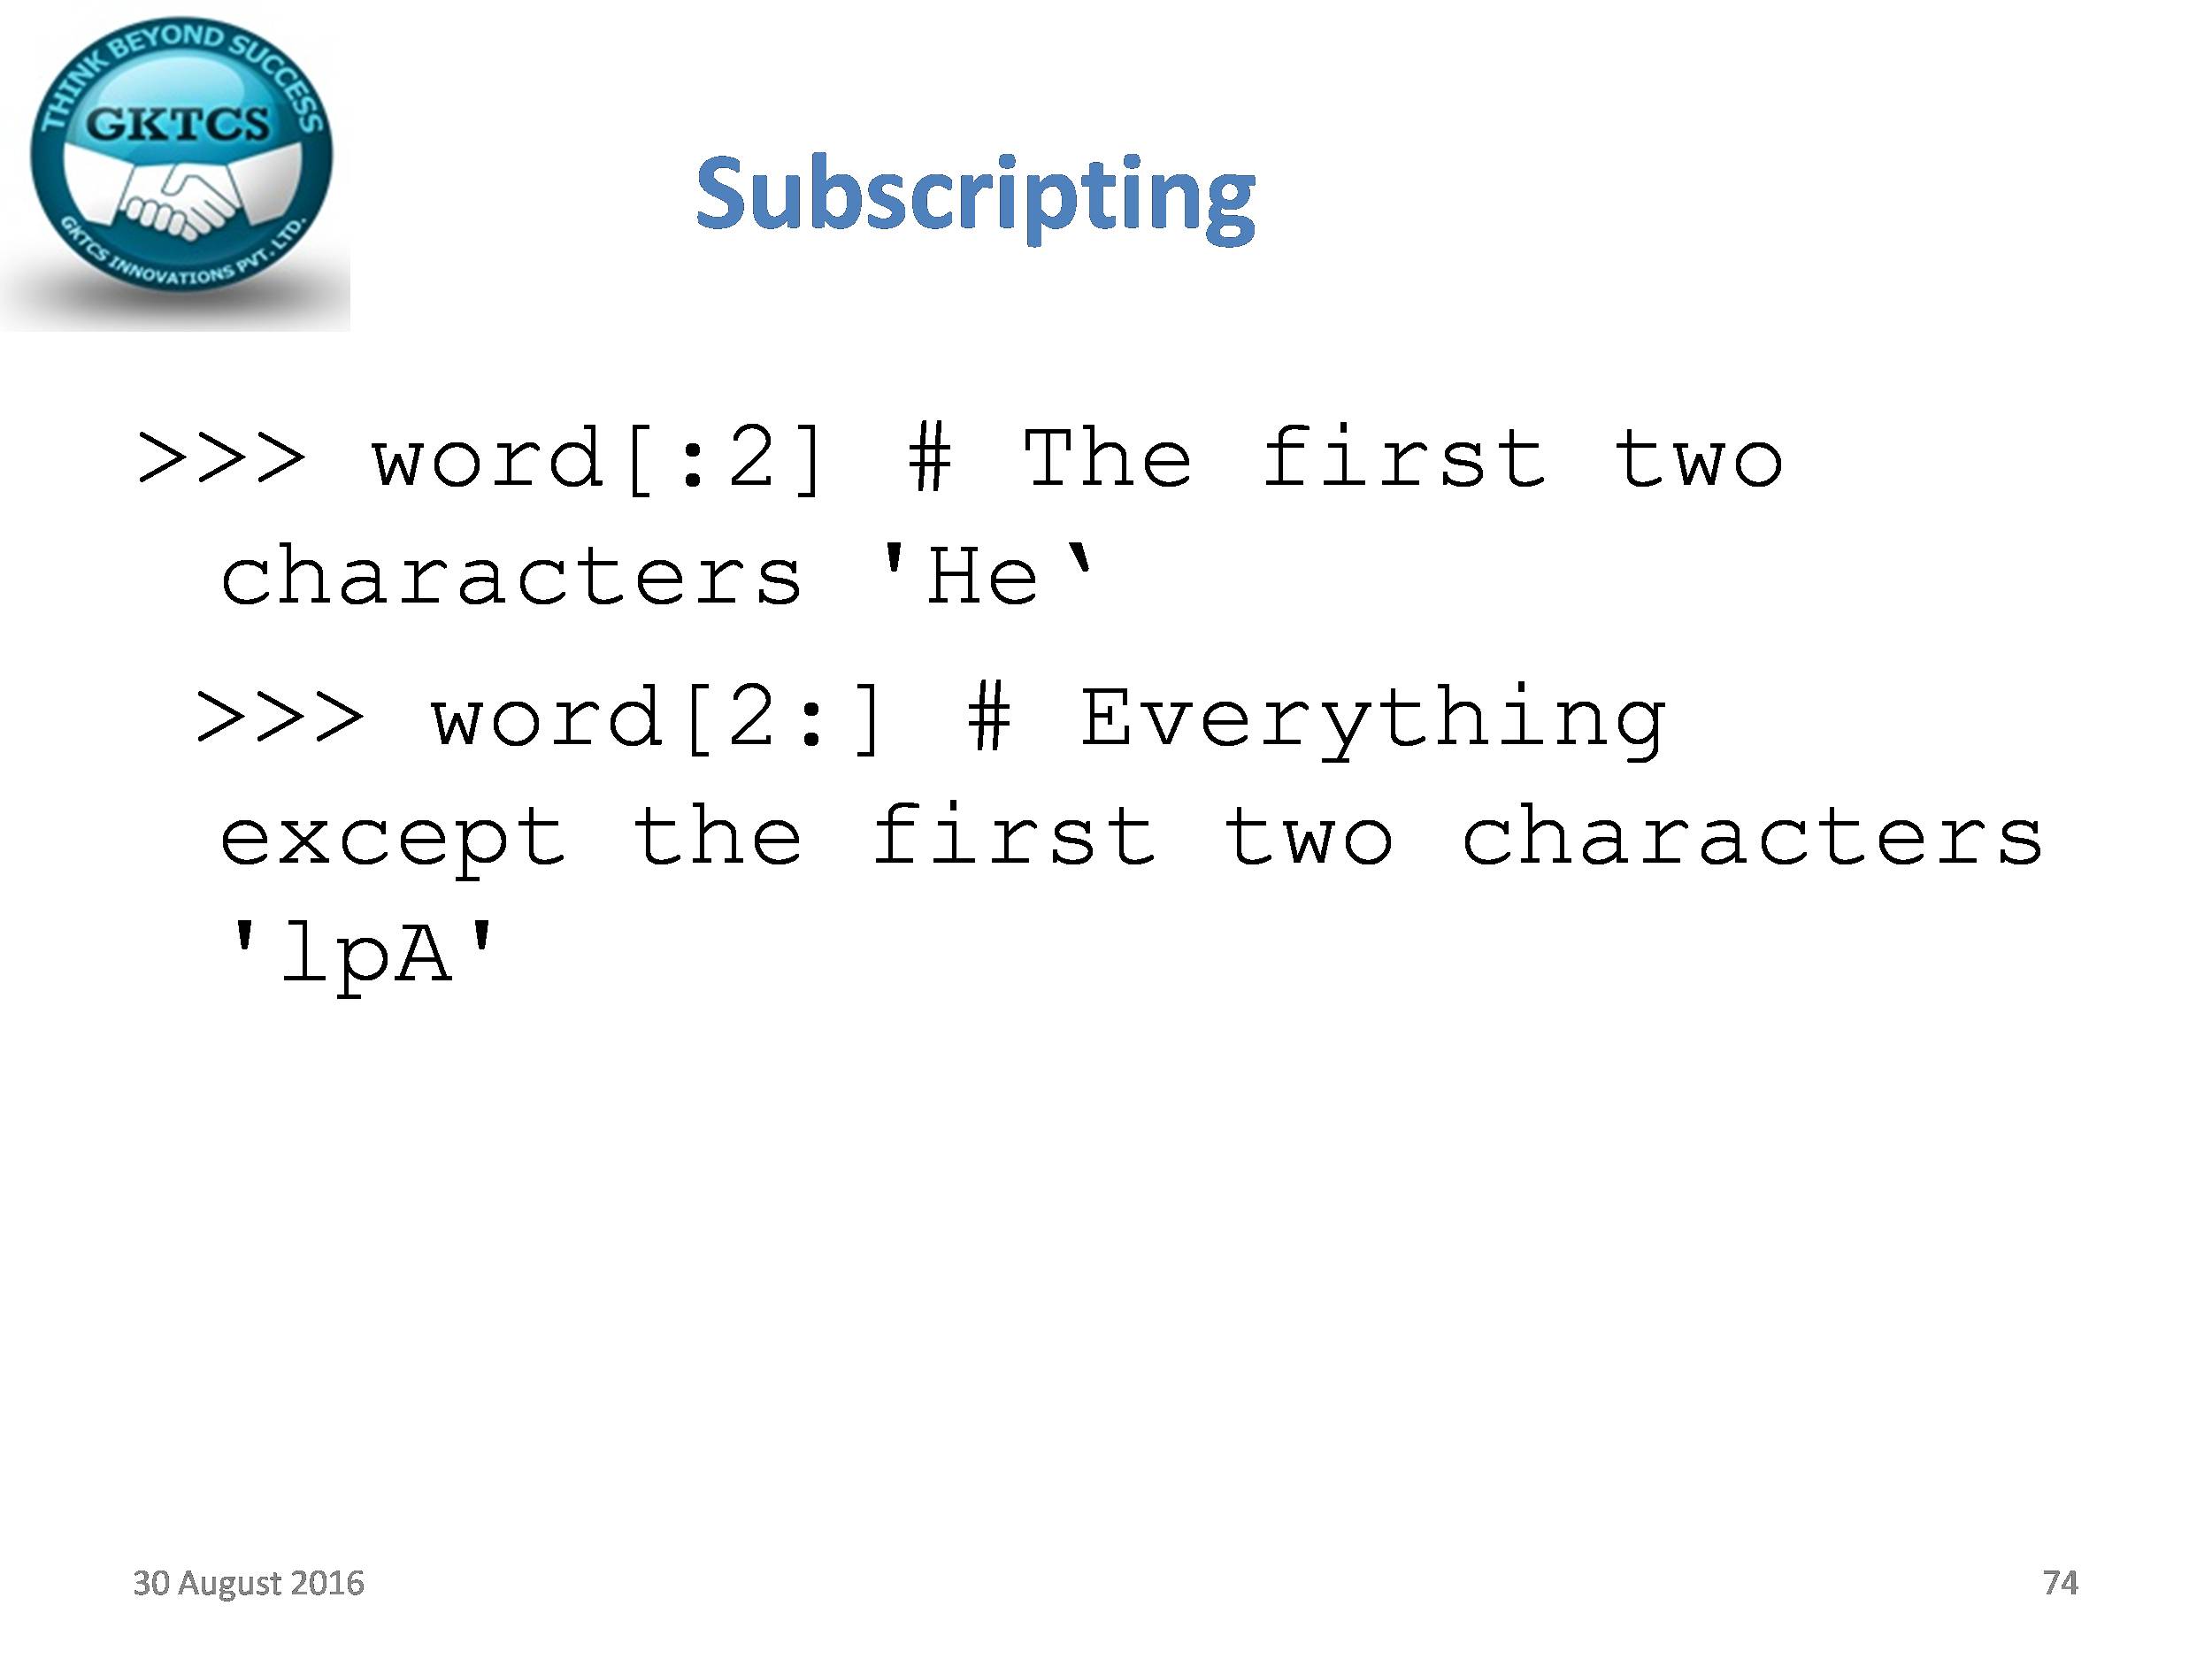 THINK BEYOND SUCCESS
GKTCS
GKTCS INNOVATIONS PVT. LTD.
Subscripting
>>> word[:2] # The first two
characters 'He‘
>>> word[2:] # Everything
except the first two characters
'lpA'
30 August 2016
74